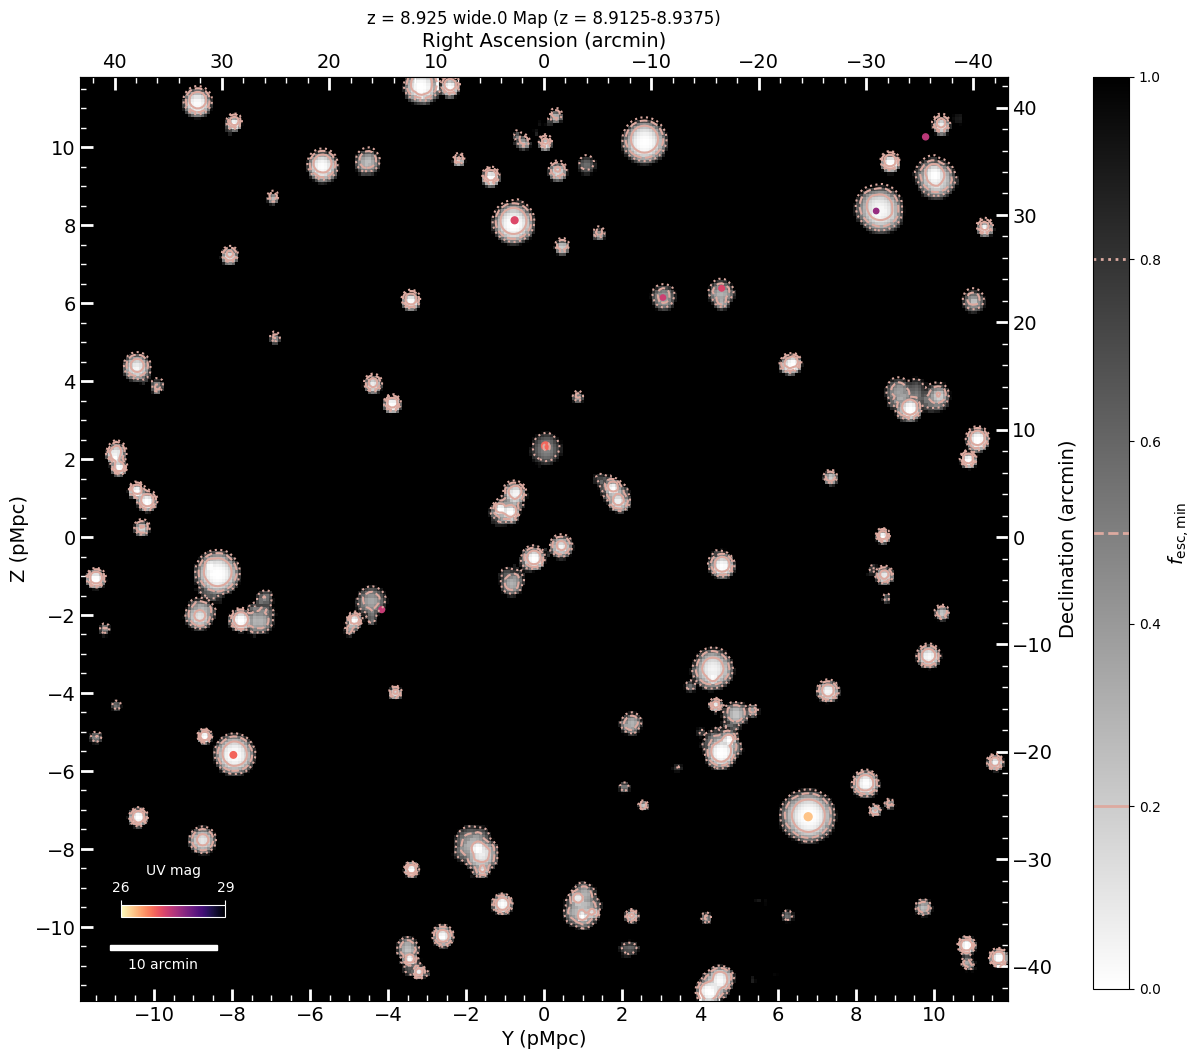 z = 8.925 wide.0 Map (z = 8.9125-8.9375)
Right Ascension (arcmin)
40 30 20 10 0 −10 −20 −30 −40
10 8 6 4 2 0 −2 −4 −6 −8 −10
Z (pMpc)
40 30 20 10 0 −10 −20 −30 −40
Declination (arcmin)
1.0 0.8 0.6 0.4 0.2 0.0
f_esc,min
UV mag
26 29
10 arcmin
−10 −8 −6 −4 −2 0 2 4 6 8 10
Y (pMpc)